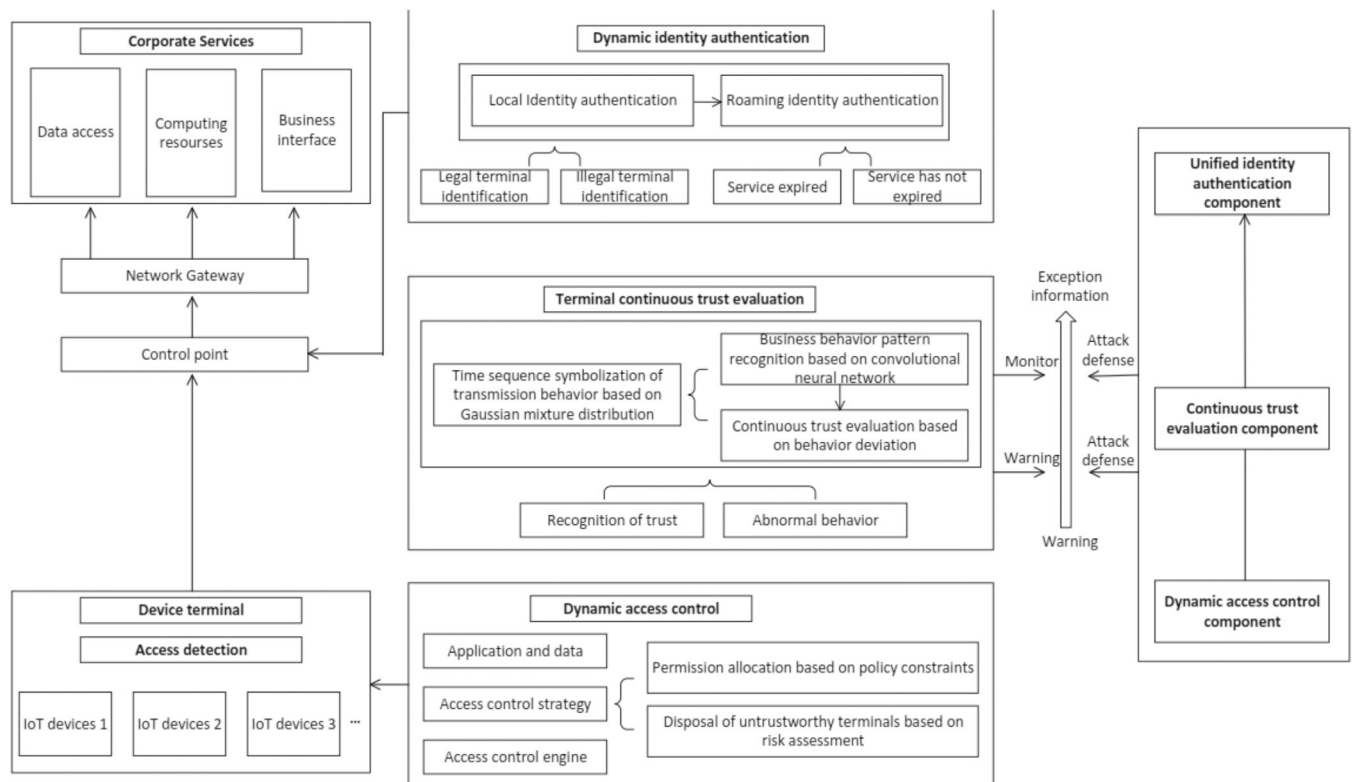 Corporate Services
Data access
Computing
resourses
Business
interface
Network Gateway
Control point
Device terminal
Access detection
IoT devices 1
IoT devices 2
IoT devices 3
...
Dynamic identity authentication
Local Identity authentication
Roaming identity authentication
Legal terminal
identification
Illegal terminal
identification
Service expired
Service has not
expired
Terminal continuous trust evaluation
Time sequence symbolization of
transmission behavior based on
Gaussian mixture distribution
Business behavior pattern
recognition based on convolutional
neural network
Continuous trust evaluation based
on behavior deviation
Recognition of trust
Abnormal behavior
Dynamic access control
Application and data
Access control strategy
Access control engine
Permission allocation based on policy constraints
Disposal of untrustworthy terminals based on
risk assessment
Exception
information
Monitor
Warning
Attack
defense
Attack
defense
Warning
Unified identity
authentication
component
Continuous trust
evaluation component
Dynamic access control
component